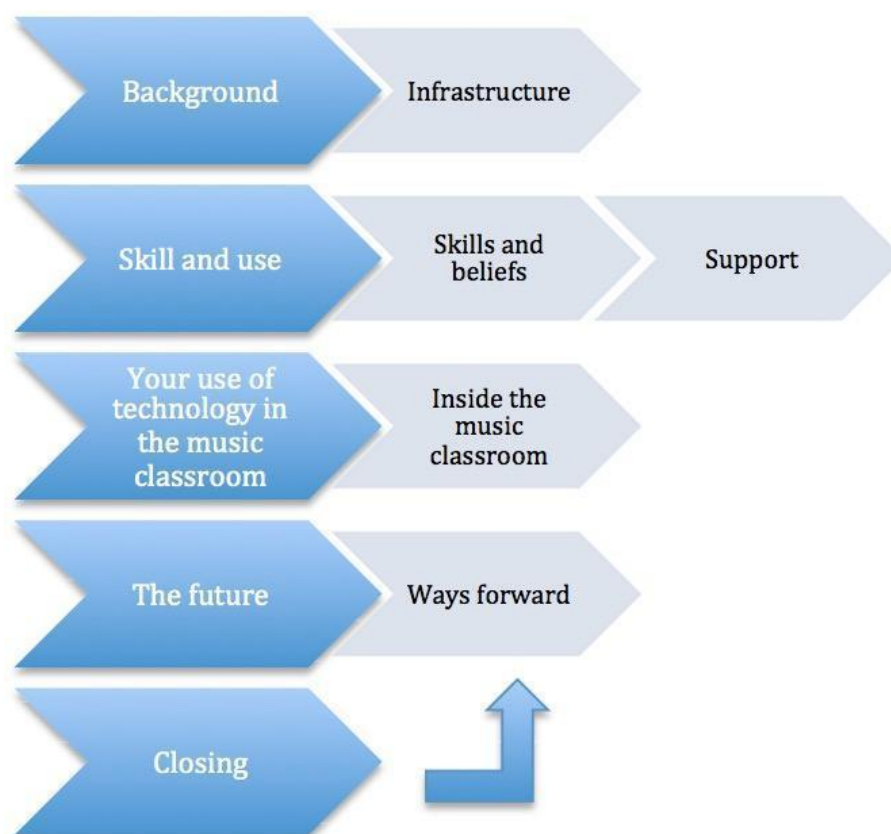 Background
Infrastructure
Skill and use
Skills and
beliefs
Support
Your use of
technology in
the music
classroom
Inside the
music
classroom
The future
Ways forward
Closing